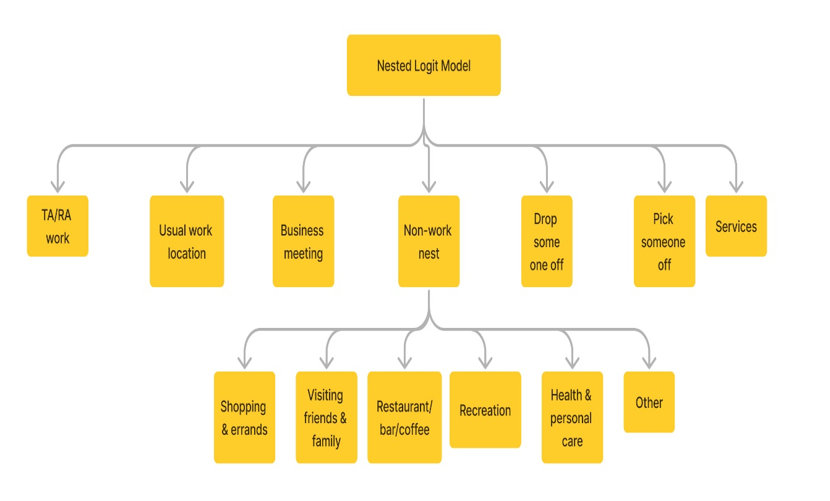 Nested Logit Model
TA/RA
work
Usual work
location
Business
meeting
Non-work
nest
Drop
some
one off
Pick
someone
off
Services
Shopping
& errands
Visiting
friends &
family
Restaurant/
bar/coffee
Recreation
Health &
personal
care
Other